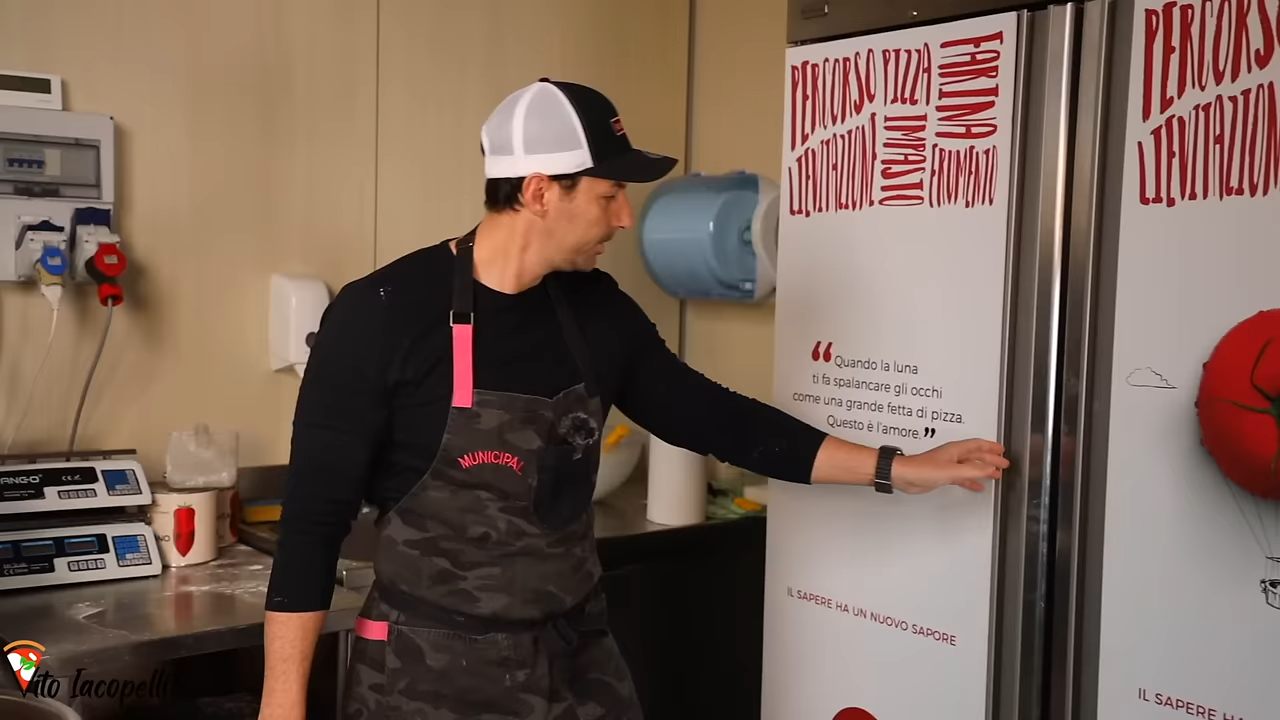 PERCORSO PIZZA
LIEVITAZIONE IMPASTO
FARINA
FRUMENTO
“ Quando la luna
ti fa spalancare gli occhi
come una grande fetta di pizza.
Questo è l'amore. ”
IL SAPERE HA UN NUOVO SAPORE
PERCORSO
LIEVITAZION
IL SAPERE HA
MUNICIPAL
Vito Iacopelli